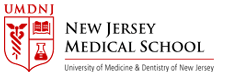 UMDNJ
NEW JERSEY
MEDICAL SCHOOL
University of Medicine & Dentistry of New Jersey